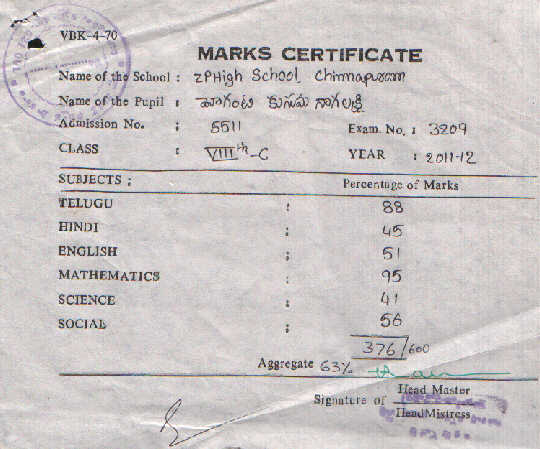 VBK-4-70
MARKS CERTIFICATE
Name of the School : ZPHigh School, Chinnapuram
Name of the Pupil : వాగంటి కుసుమ నాగలక్ష్మి
Admission No. : 5511 Exam. No. : 3209
CLASS : VIIIth-C YEAR : 2011-12
SUBJECTS : Percentage of Marks
TELUGU : 88
HINDI : 45
ENGLISH : 51
MATHEMATICS : 95
SCIENCE : 41
SOCIAL : 56
376/600
Aggregate 63%
Signature of Head Master
HeadMistress